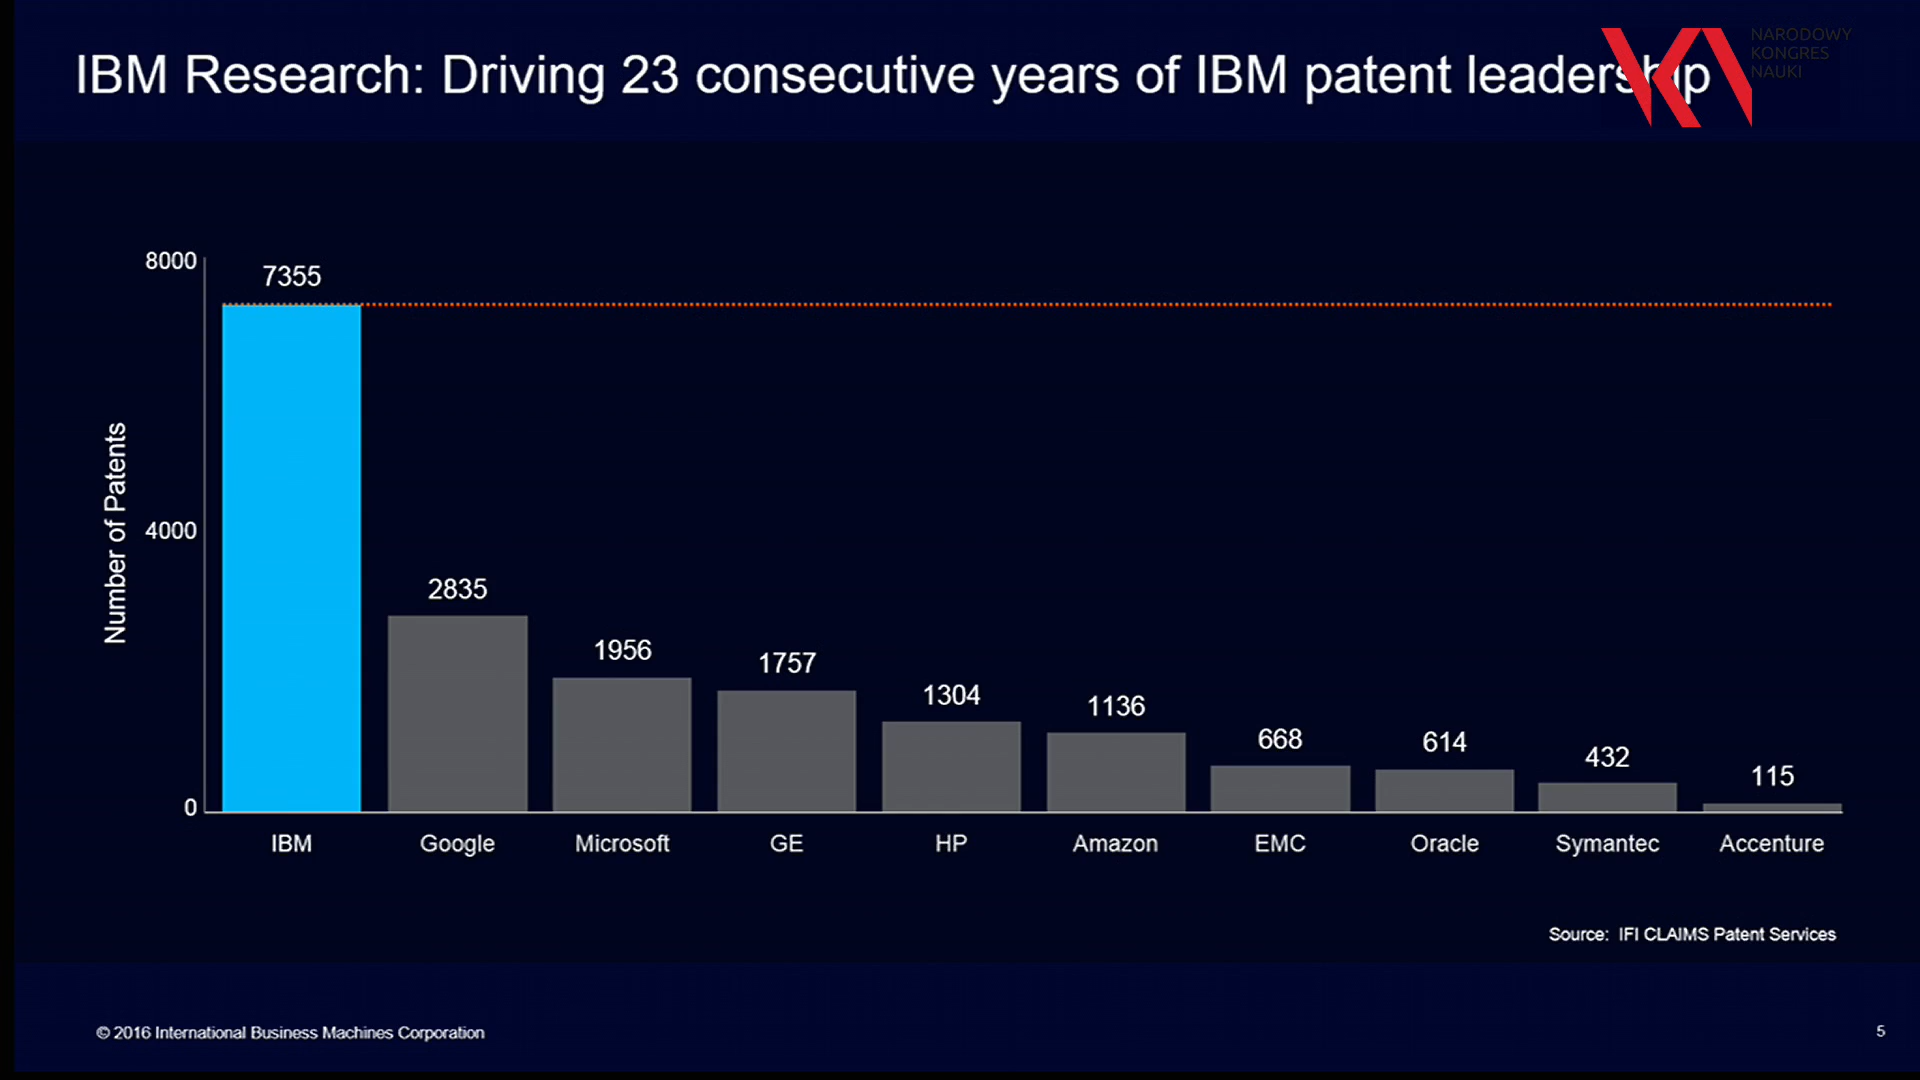 IBM Research: Driving 23 consecutive years of IBM patent leadership
NARODOWY
KONGRES
NAUKI
8000
4000
0
Number of Patents
7355
2835
1956
1757
1304
1136
668
614
432
115
IBM
Google
Microsoft
GE
HP
Amazon
EMC
Oracle
Symantec
Accenture
Source: IFI CLAIMS Patent Services
© 2016 International Business Machines Corporation
5